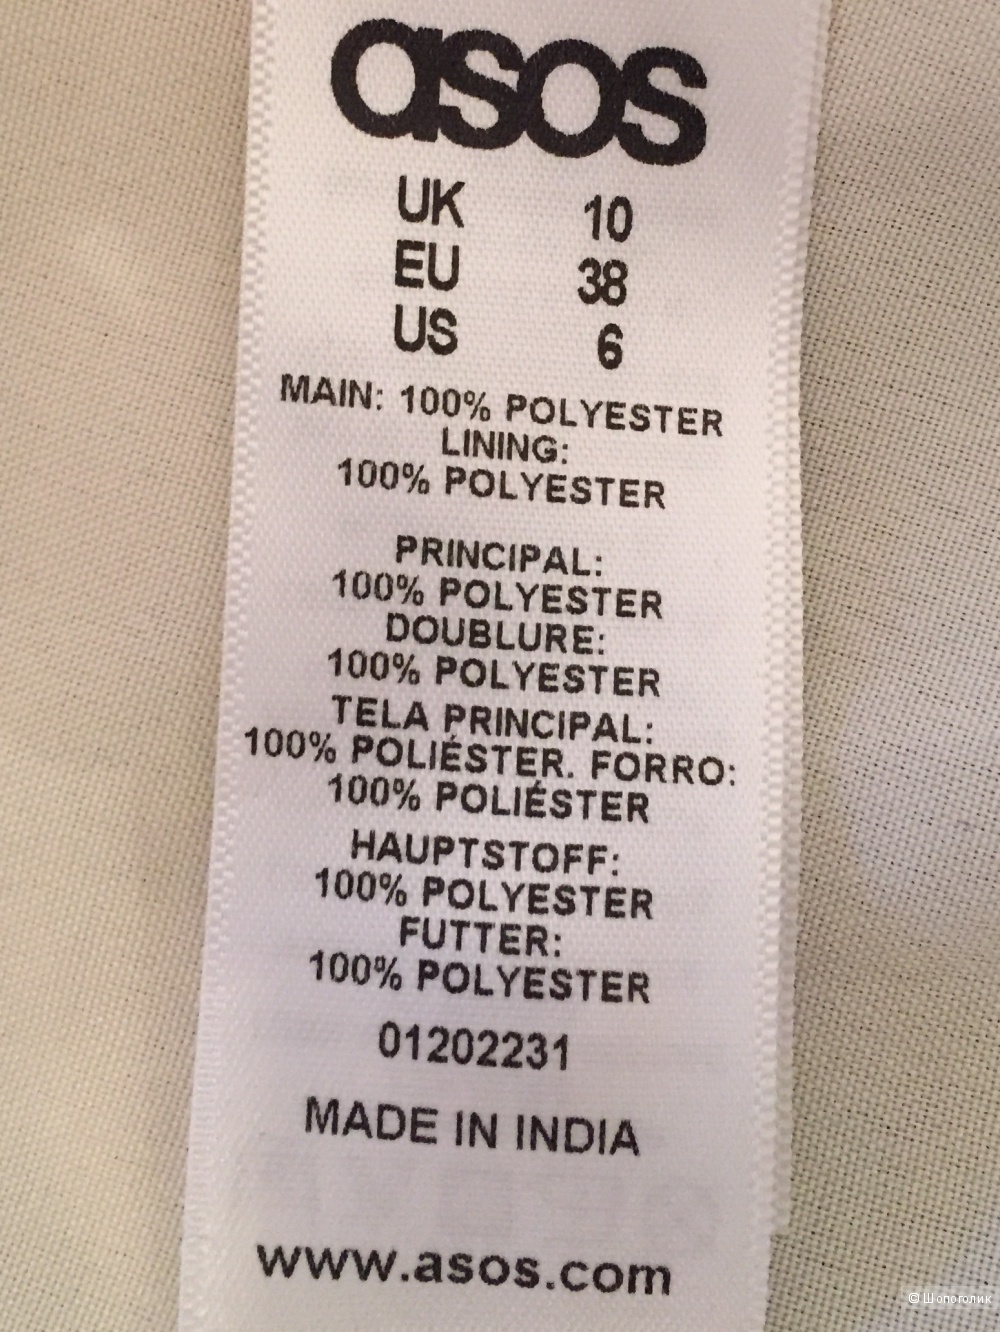 asos
UK 10
EU 38
US 6
MAIN: 100% POLYESTER
LINING:
100% POLYESTER
PRINCIPAL:
100% POLYESTER
DOUBLURE:
100% POLYESTER
TELA PRINCIPAL:
100% POLIÉSTER. FORRO:
100% POLIÉSTER
HAUPTSTOFF:
100% POLYESTER
FUTTER:
100% POLYESTER
01202231
MADE IN INDIA
www.asos.com
© Шопоголик